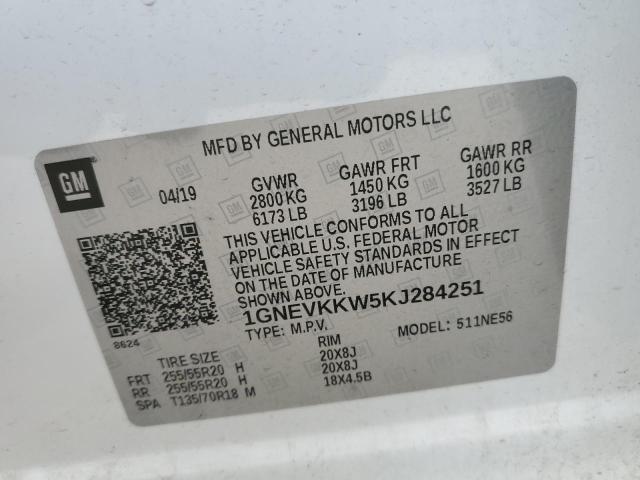 MFD BY GENERAL MOTORS LLC
GM
04/19 GVWR GAWR FRT GAWR RR
2800 KG 1450 KG 1600 KG
6173 LB 3196 LB 3527 LB
THIS VEHICLE CONFORMS TO ALL
APPLICABLE U.S. FEDERAL MOTOR
VEHICLE SAFETY STANDARDS IN EFFECT
ON THE DATE OF MANUFACTURE
SHOWN ABOVE.
1GNEVKKW5KJ284251
TYPE: M.P.V. MODEL: 511NE56
8624
TIRE SIZE RIM
FRT 255/55R20 H 20X8J
RR 255/55R20 H 20X8J
SPA T135/70R18 M 18X4.5B